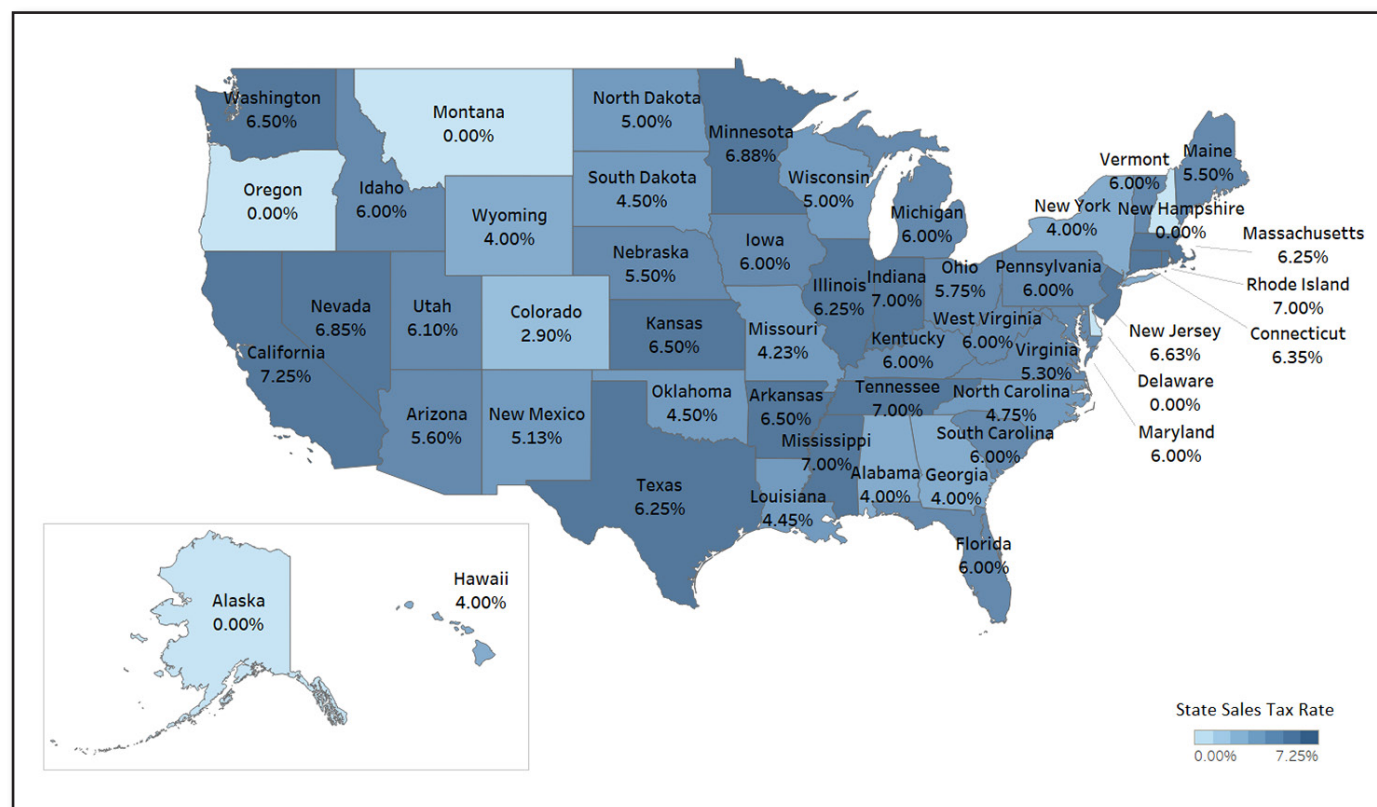 Washington
6.50%
Montana
0.00%
North Dakota
5.00%
Minnesota
6.88%
Oregon
0.00%
Idaho
6.00%
Wyoming
4.00%
South Dakota
4.50%
Wisconsin
5.00%
Michigan
6.00%
Vermont
6.00%
Maine
5.50%
New York
4.00%
New Hampshire
0.00%
Massachusetts
6.25%
Rhode Island
7.00%
Connecticut
6.35%
Nebraska
5.50%
Iowa
6.00%
Illinois
6.25%
Indiana
7.00%
Ohio
5.75%
Pennsylvania
6.00%
New Jersey
6.63%
Delaware
0.00%
Maryland
6.00%
Nevada
6.85%
Utah
6.10%
Colorado
2.90%
Kansas
6.50%
Missouri
4.23%
Kentucky
6.00%
West Virginia
6.00%
Virginia
5.30%
California
7.25%
Arizona
5.60%
New Mexico
5.13%
Oklahoma
4.50%
Arkansas
6.50%
Tennessee
7.00%
North Carolina
4.75%
South Carolina
6.00%
Mississippi
7.00%
Alabama
4.00%
Georgia
4.00%
Texas
6.25%
Louisiana
4.45%
Florida
6.00%
Alaska
0.00%
Hawaii
4.00%
State Sales Tax Rate
0.00% 7.25%